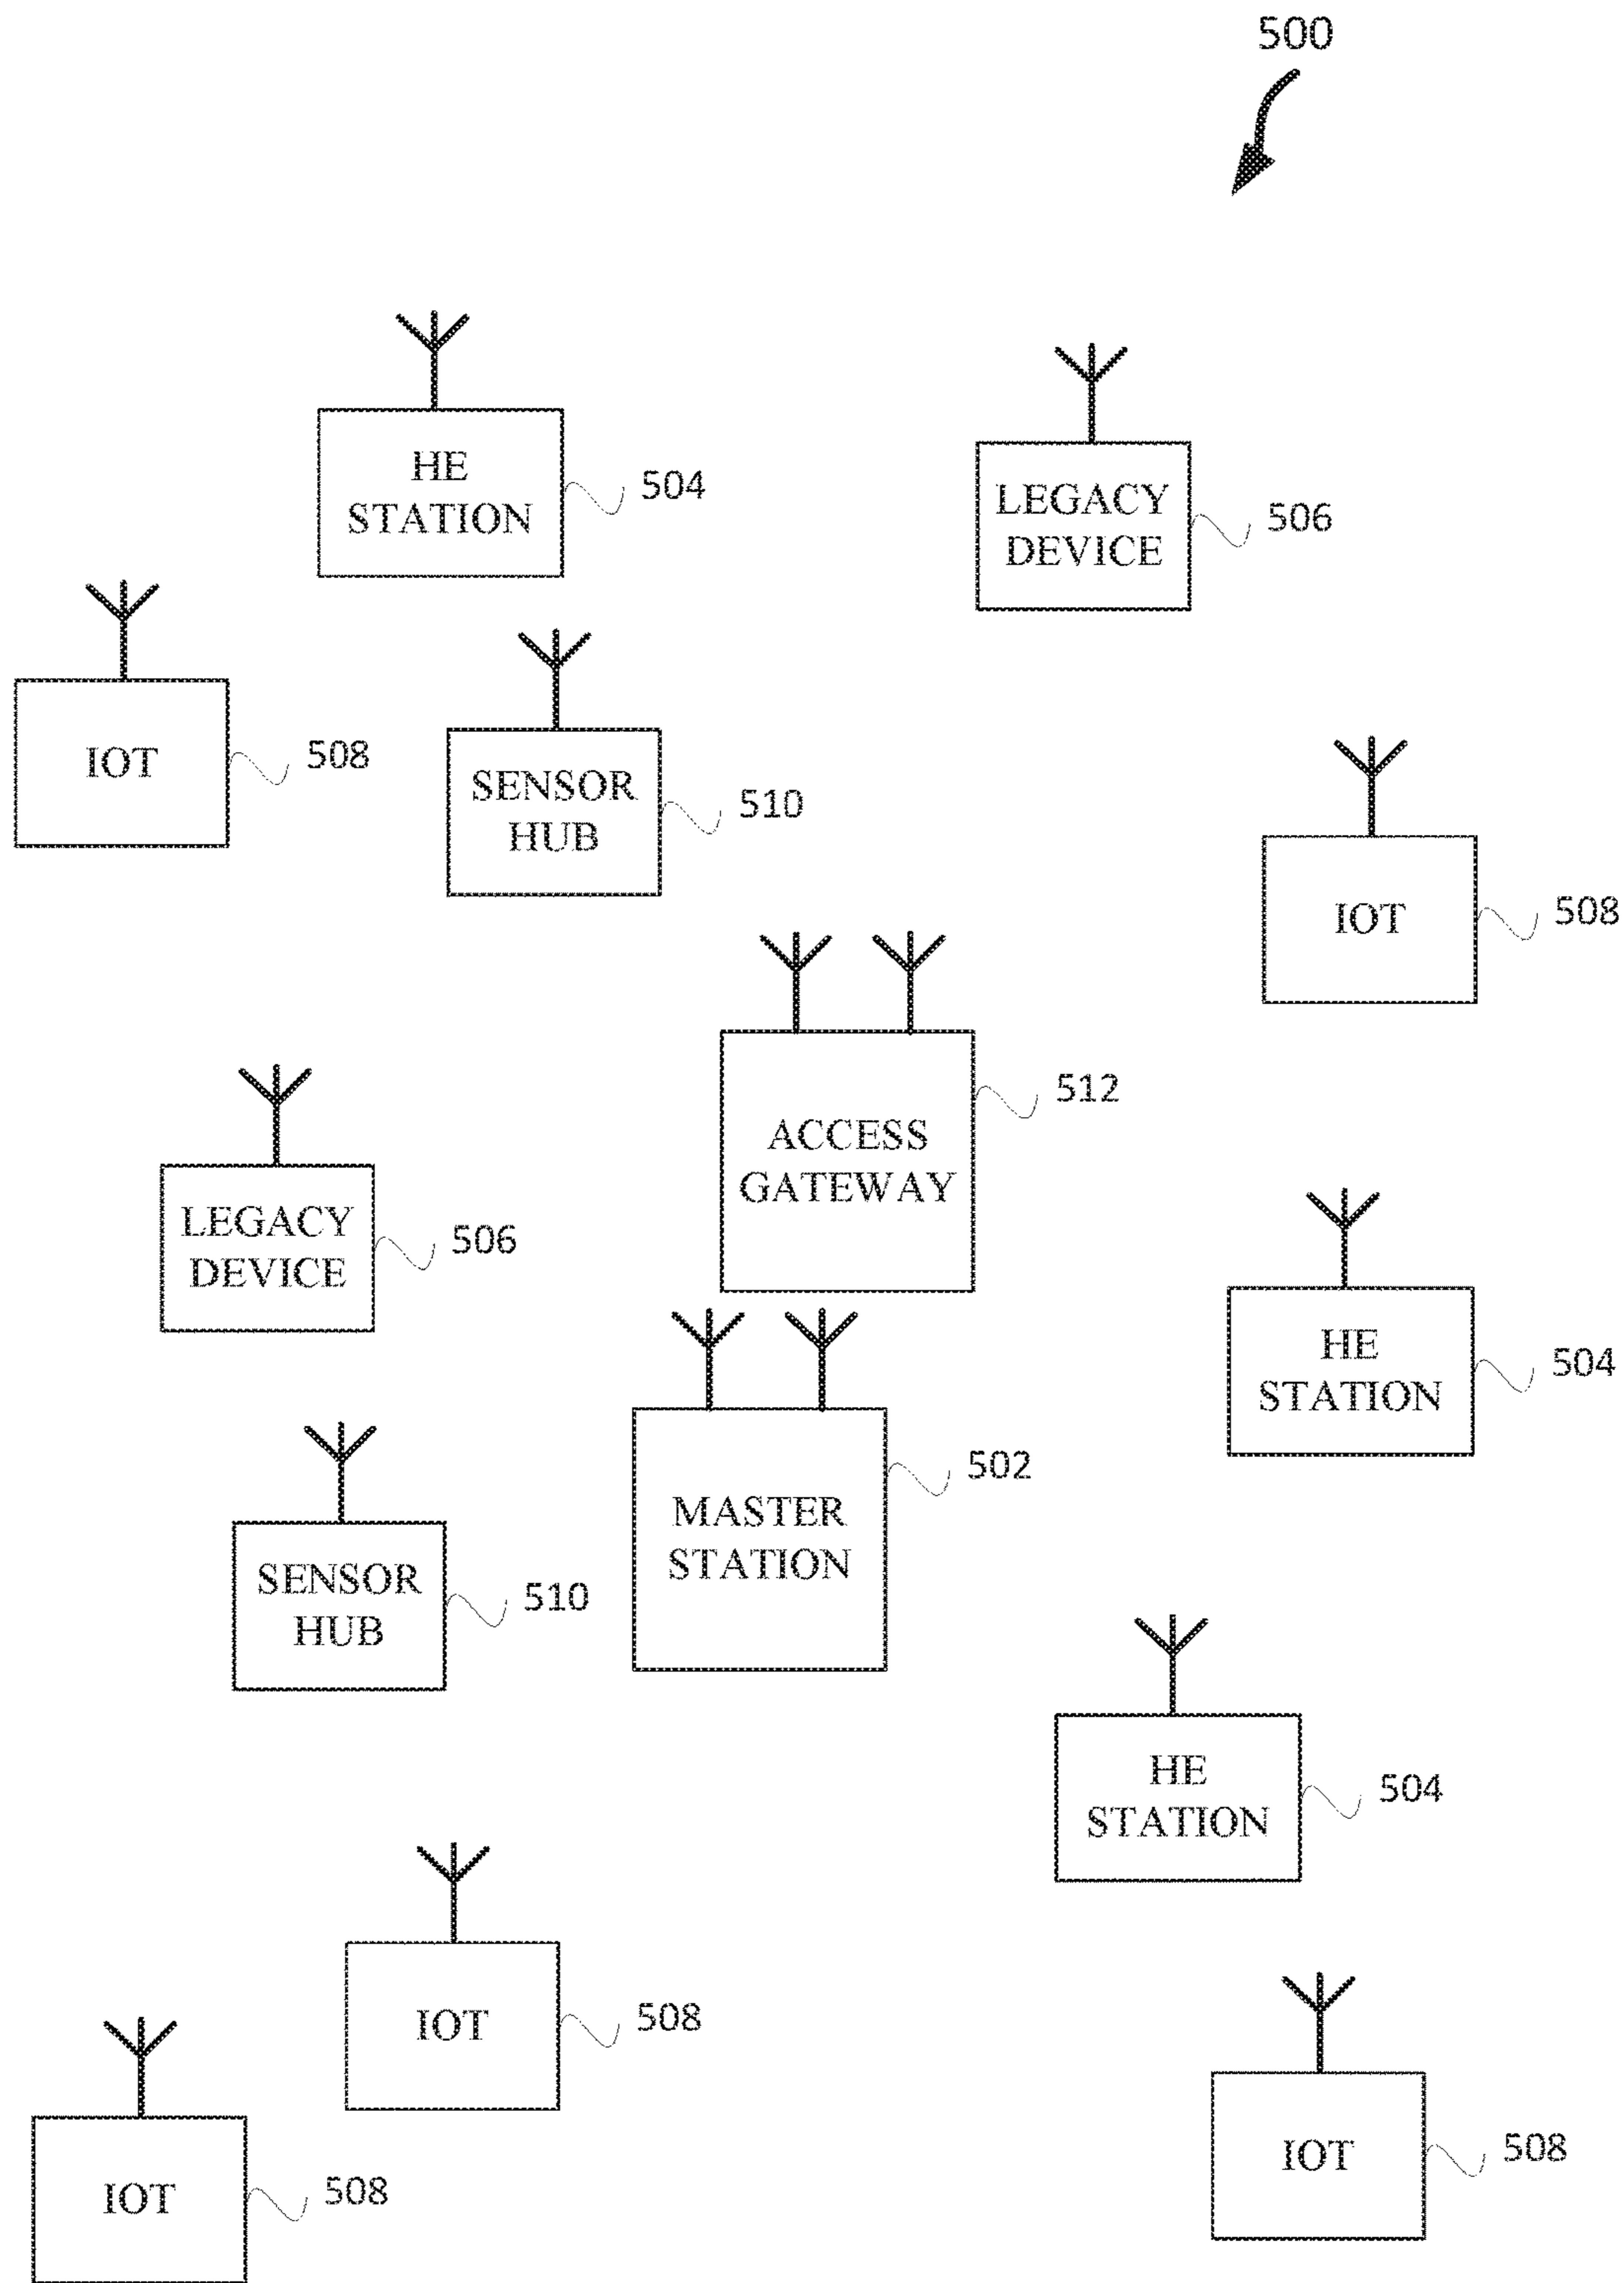 500
HE
STATION
504
LEGACY
DEVICE
506
IOT
508
SENSOR
HUB
510
IOT
508
ACCESS
GATEWAY
512
LEGACY
DEVICE
506
HE
STATION
504
MASTER
STATION
502
SENSOR
HUB
510
HE
STATION
504
IOT
508
IOT
508
IOT
508